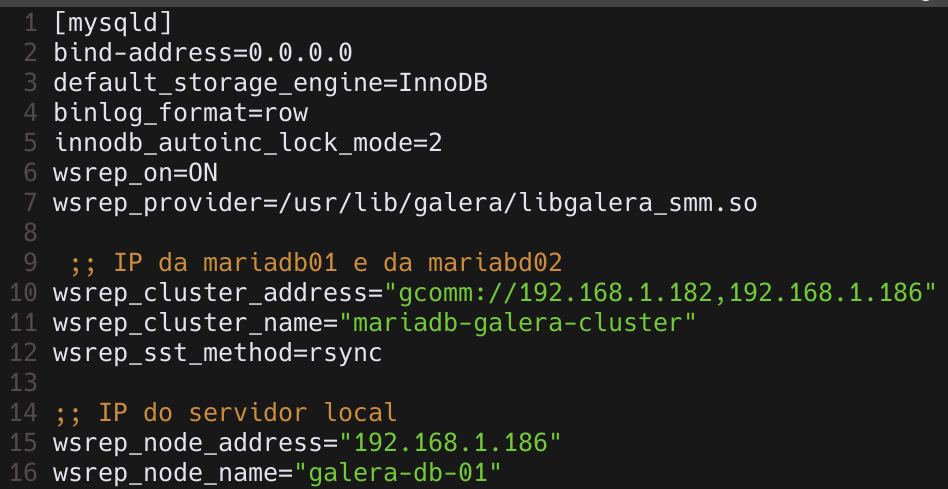 1 [mysqld]
2 bind-address=0.0.0.0
3 default_storage_engine=InnoDB
4 binlog_format=row
5 innodb_autoinc_lock_mode=2
6 wsrep_on=ON
7 wsrep_provider=/usr/lib/galera/libgalera_smm.so
8
9 ;; IP da mariadb01 e da mariabd02
10 wsrep_cluster_address="gcomm://192.168.1.182,192.168.1.186"
11 wsrep_cluster_name="mariadb-galera-cluster"
12 wsrep_sst_method=rsync
13
14 ;; IP do servidor local
15 wsrep_node_address="192.168.1.186"
16 wsrep_node_name="galera-db-01"